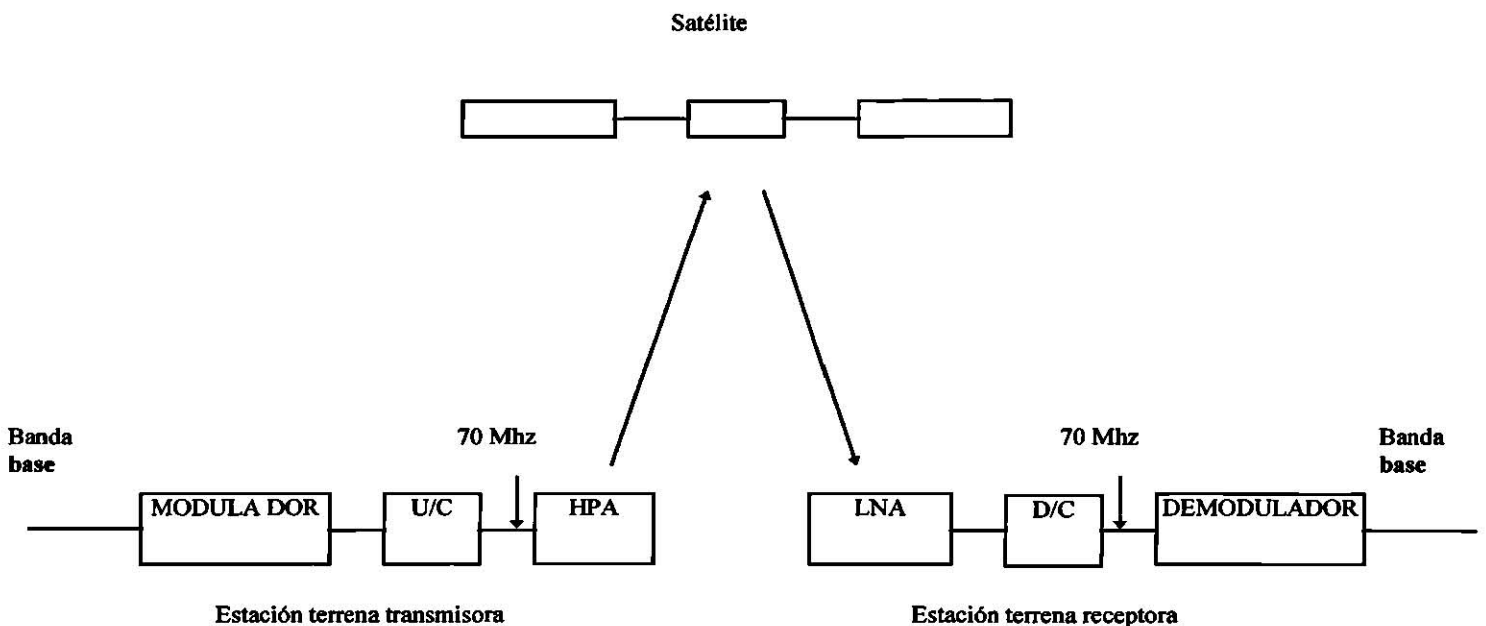 Satélite
Banda
base
70 Mhz
70 Mhz
Banda
base
MODULA DOR
U/C
HPA
LNA
D/C
DEMODULADOR
Estación terrena transmisora
Estación terrena receptora